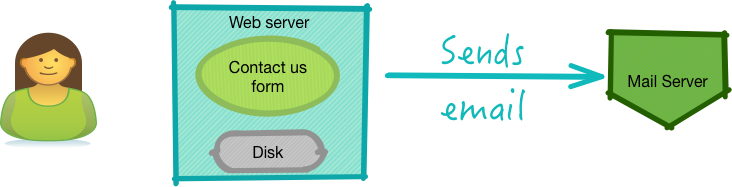 Web server
Contact us
form
Disk
Sends
email
Mail Server